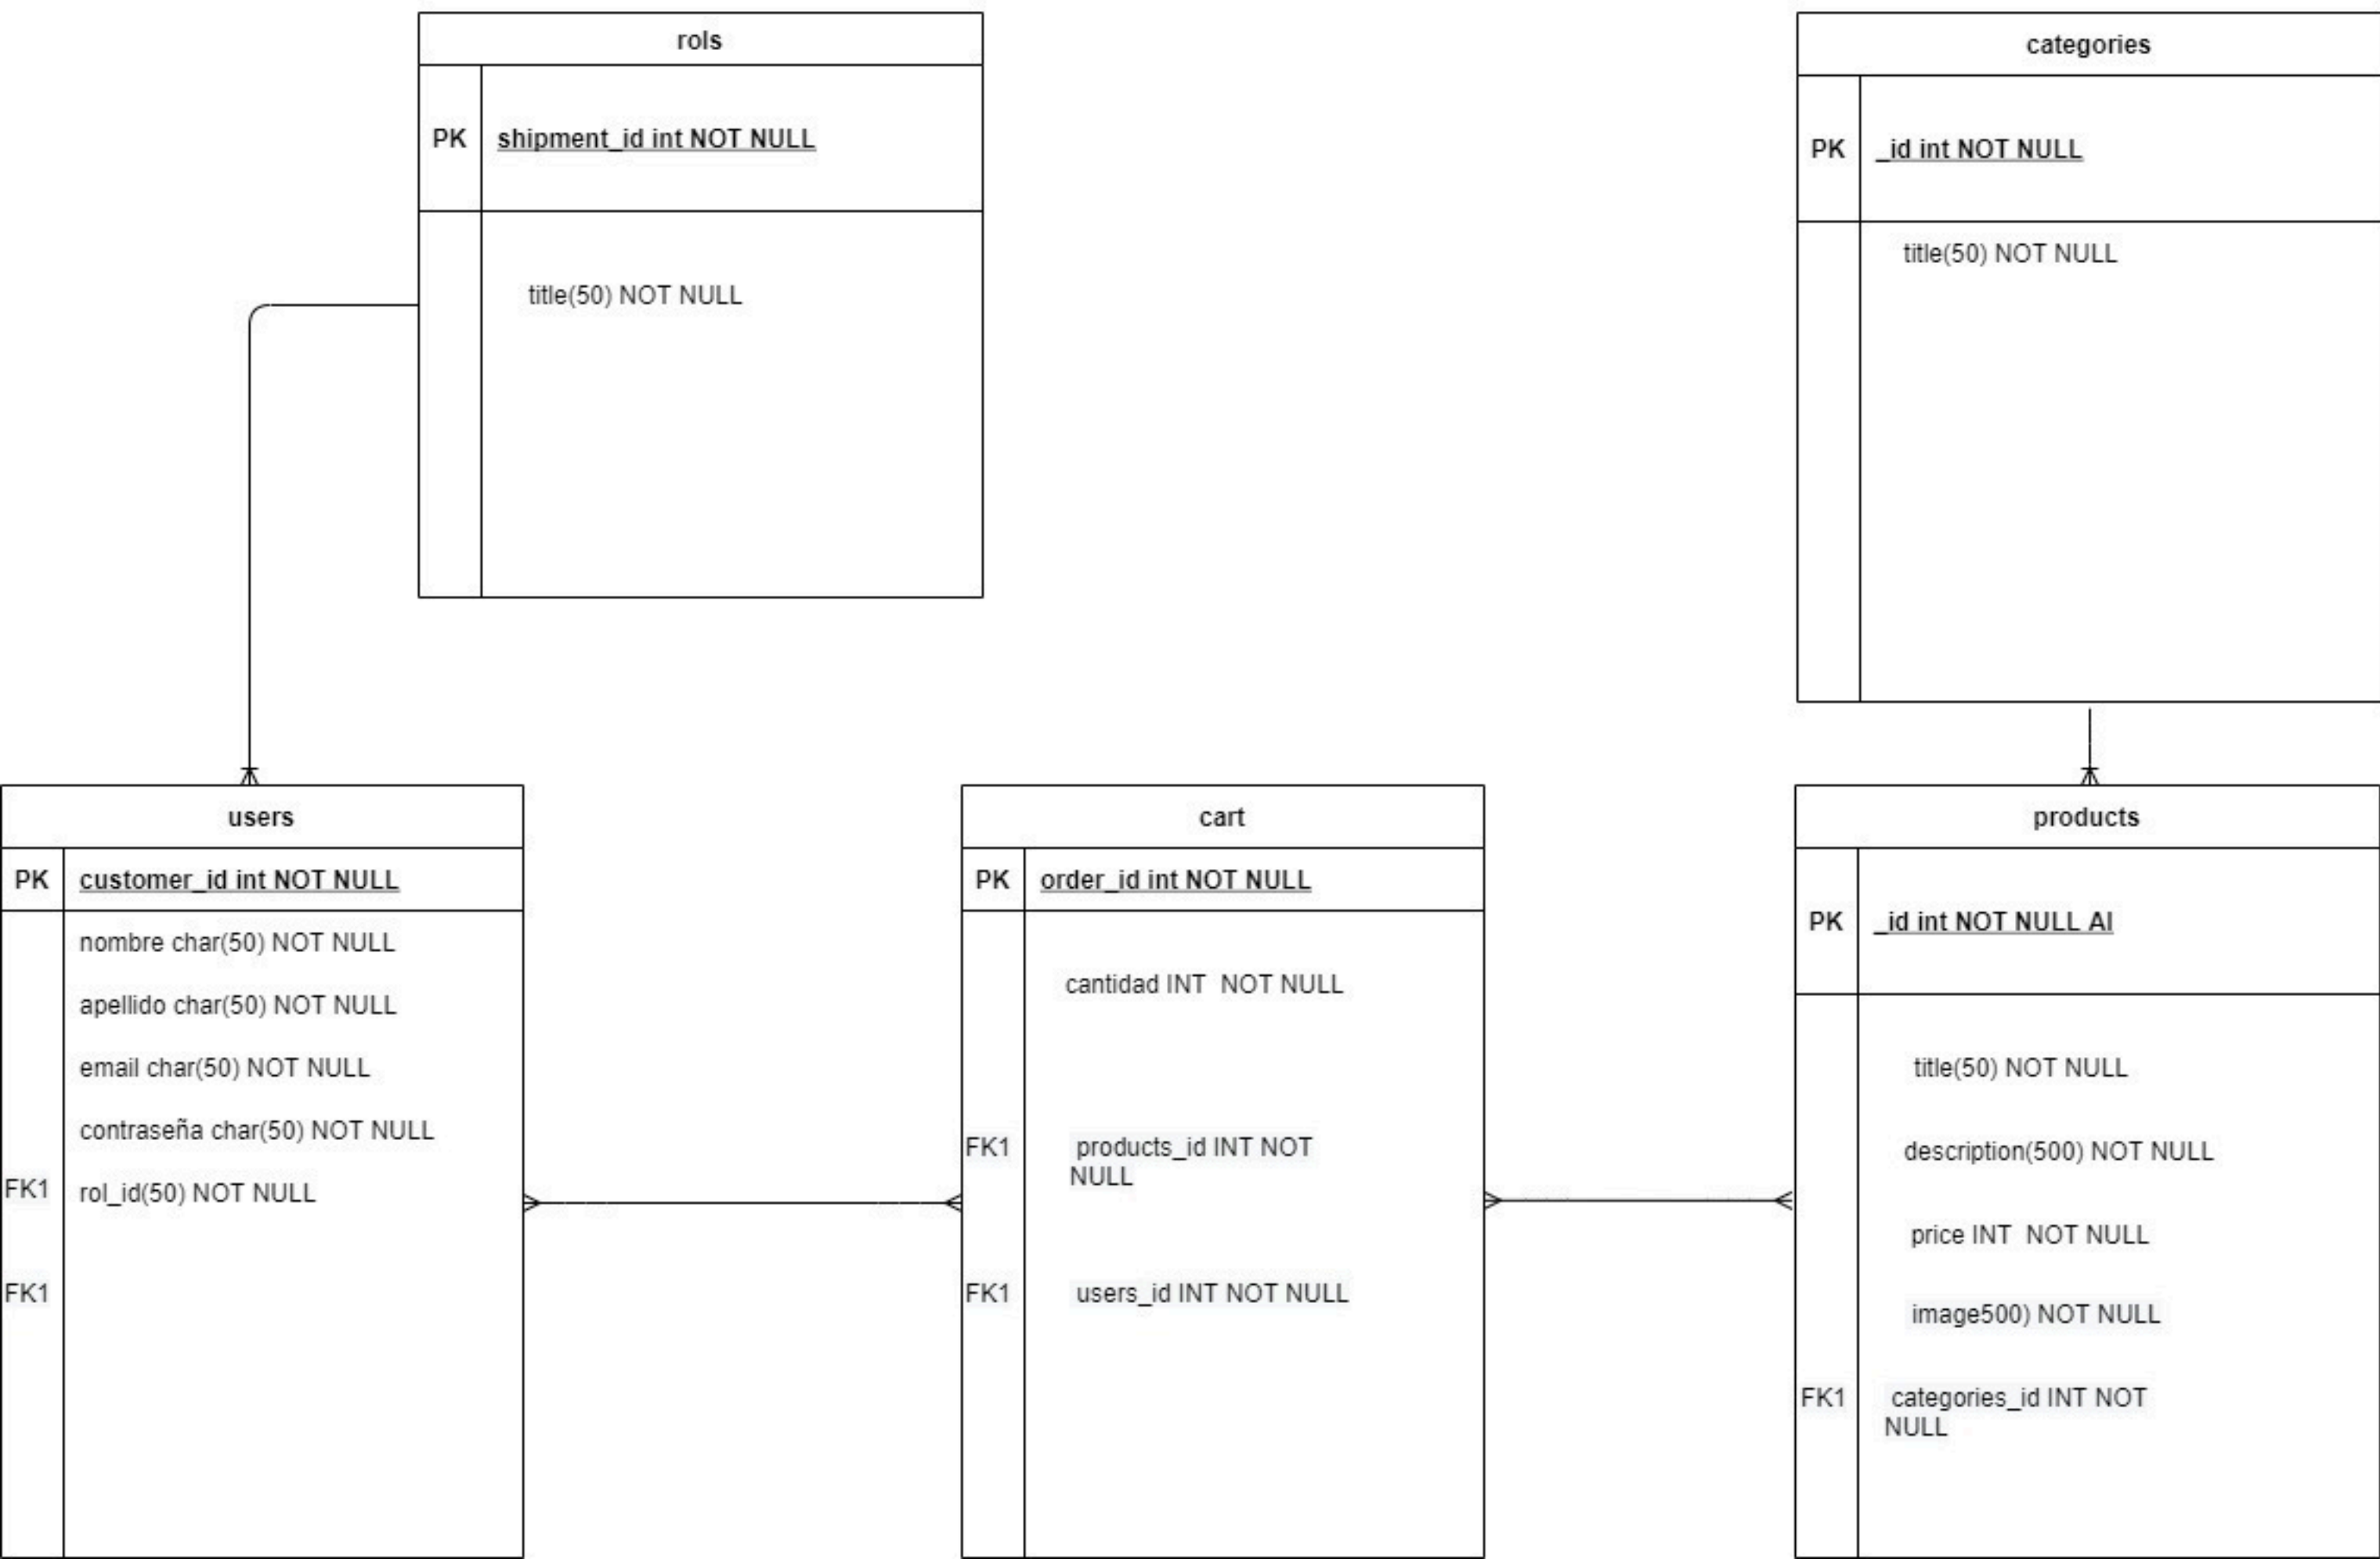 rols
PK shipment_id int NOT NULL
title(50) NOT NULL
categories
PK _id int NOT NULL
title(50) NOT NULL
users
PK customer_id int NOT NULL
nombre char(50) NOT NULL
apellido char(50) NOT NULL
email char(50) NOT NULL
contraseña char(50) NOT NULL
FK1 rol_id(50) NOT NULL
FK1
cart
PK order_id int NOT NULL
cantidad INT NOT NULL
FK1 products_id INT NOT
NULL
FK1 users_id INT NOT NULL
products
PK _id int NOT NULL AI
title(50) NOT NULL
description(500) NOT NULL
price INT NOT NULL
image500) NOT NULL
FK1 categories_id INT NOT
NULL